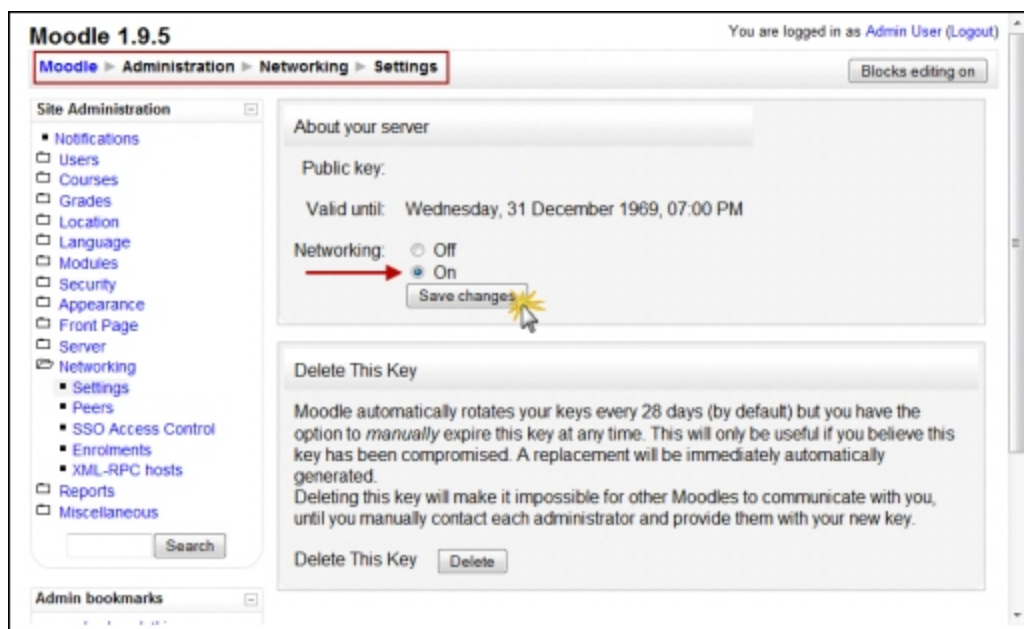 Moodle 1.9.5
You are logged in as Admin User (Logout)
Moodle ► Administration ► Networking ► Settings
Blocks editing on
Site Administration
Notifications
Users
Courses
Grades
Location
Language
Modules
Security
Appearance
Front Page
Server
Networking
Settings
Peers
SSO Access Control
Enrolments
XML-RPC hosts
Reports
Miscellaneous
Search
Admin bookmarks
About your server
Public key:
Valid until: Wednesday, 31 December 1969, 07:00 PM
Networking: Off
On
Save changes
Delete This Key
Moodle automatically rotates your keys every 28 days (by default) but you have the
option to manually expire this key at any time. This will only be useful if you believe this
key has been compromised. A replacement will be immediately automatically
generated.
Deleting this key will make it impossible for other Moodles to communicate with you,
until you manually contact each administrator and provide them with your new key.
Delete This Key Delete